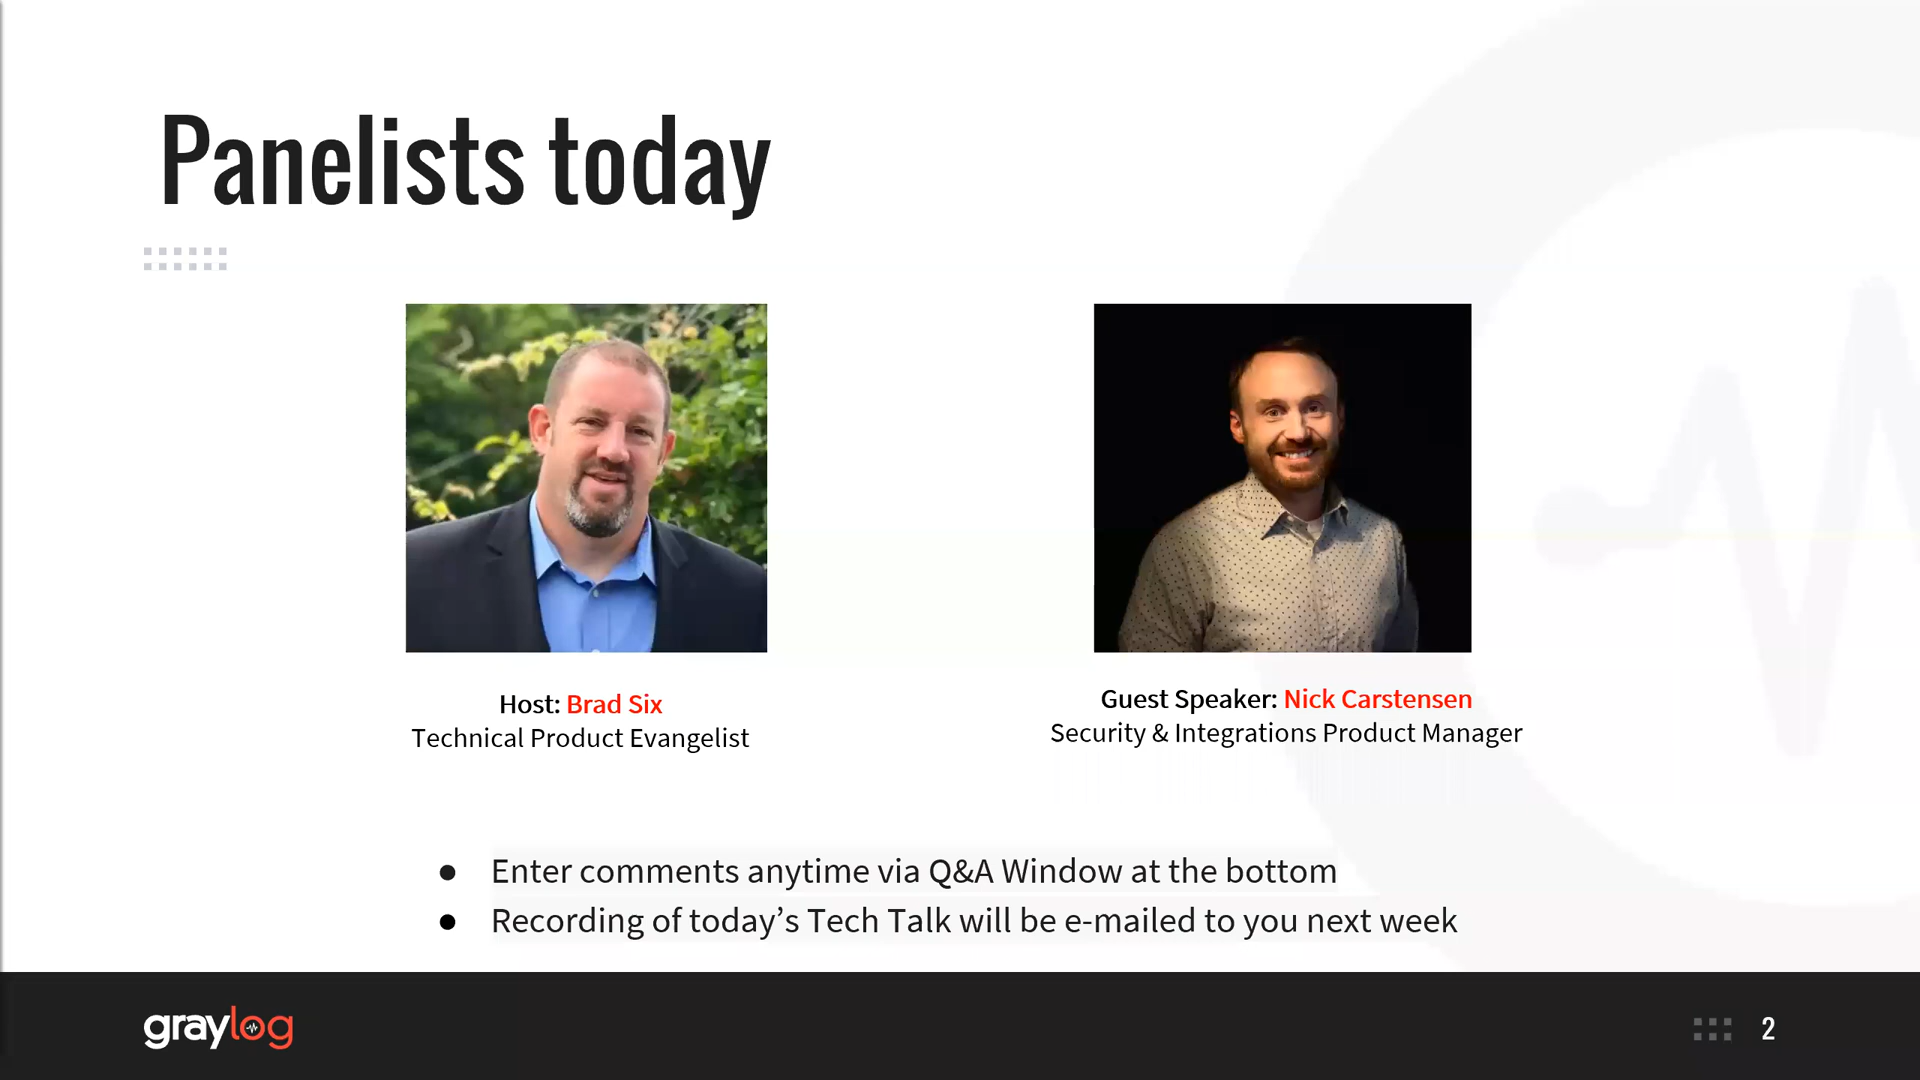 Panelists today
Host: Brad Six
Technical Product Evangelist
Guest Speaker: Nick Carstensen
Security & Integrations Product Manager
● Enter comments anytime via Q&A Window at the bottom
● Recording of today’s Tech Talk will be e-mailed to you next week
graylog
2